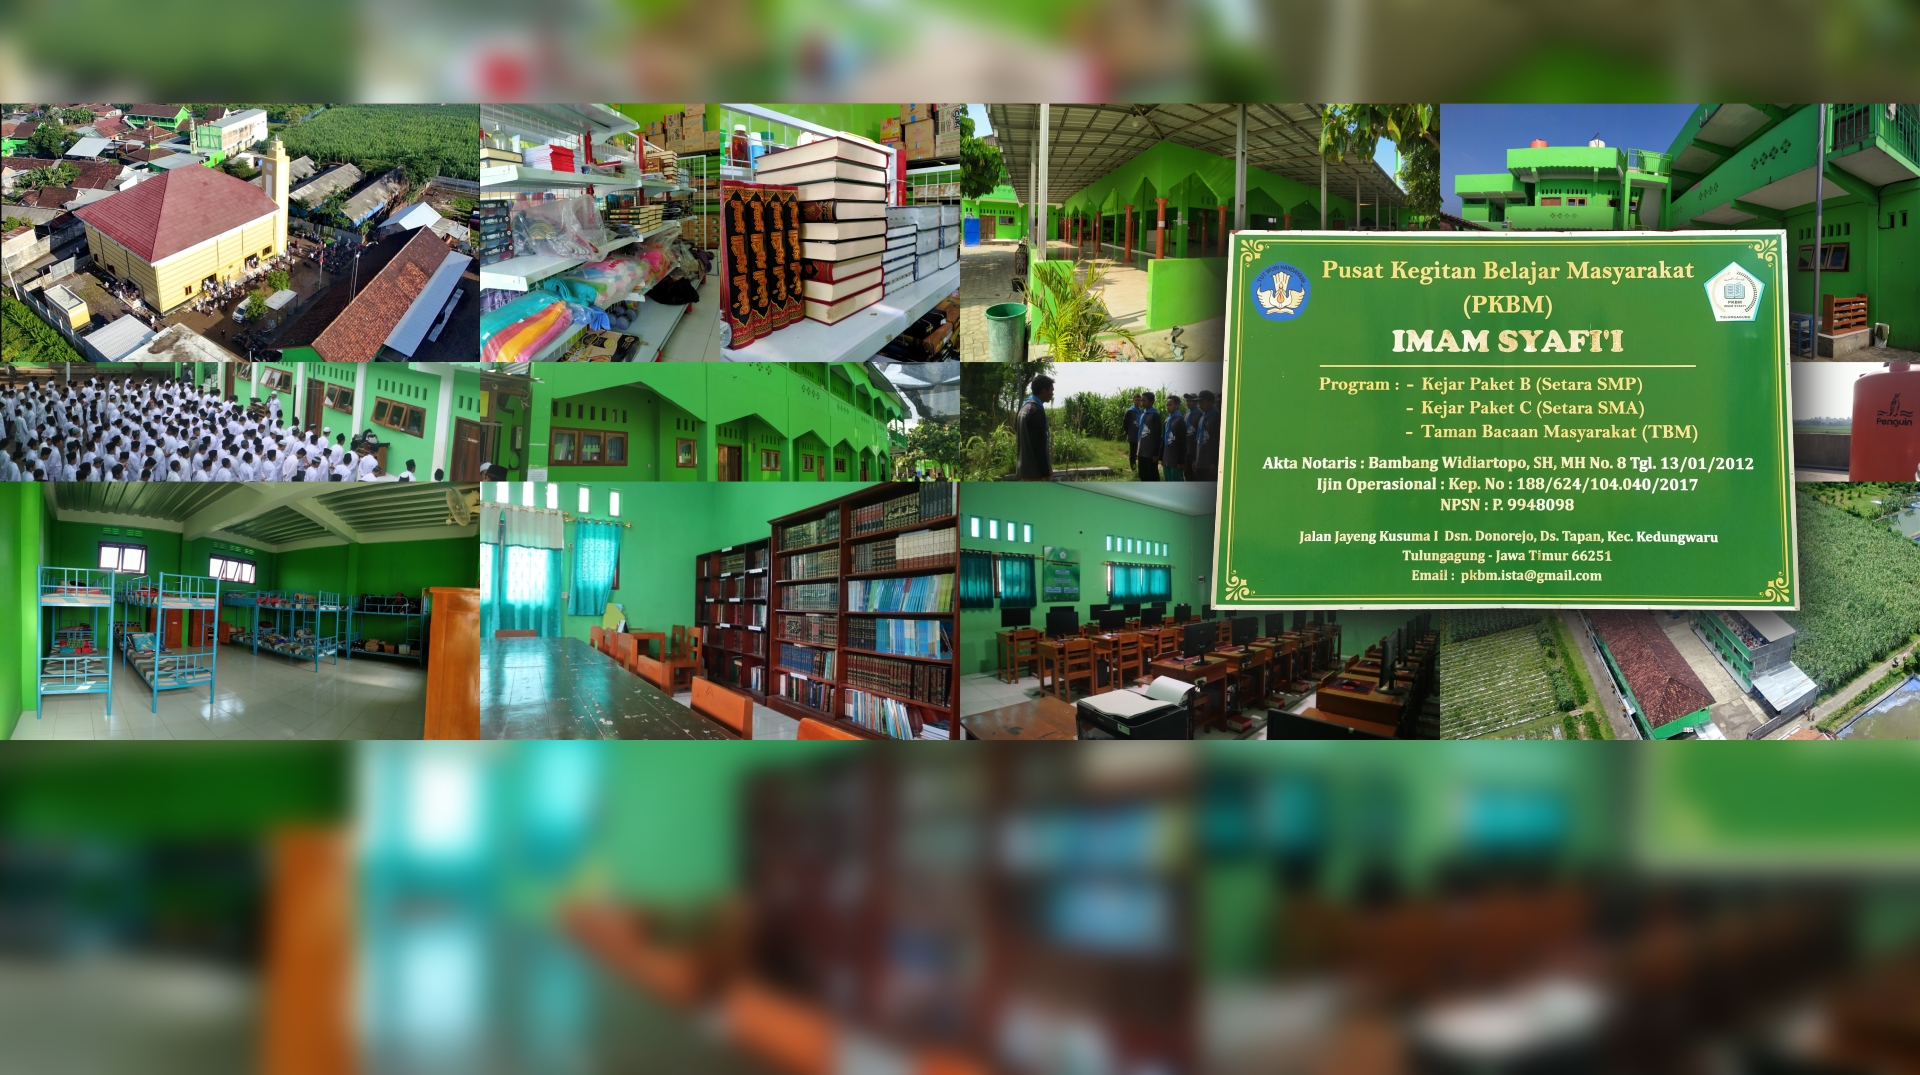 Pusat Kegitan Belajar Masyarakat
(PKBM)
IMAM SYAFI'I
Program : - Kejar Paket B (Setara SMP)
- Kejar Paket C (Setara SMA)
- Taman Bacaan Masyarakat (TBM)
Akta Notaris : Bambang Widiartopo, SH, MH No. 8 Tgl. 13/01/2012
Ijin Operasional : Kep. No : 188/624/104.040/2017
NPSN : P. 9948098
Jalan Jayeng Kusuma I Dsn. Donorejo, Ds. Tapan, Kec. Kedungwaru
Tulungagung - Jawa Timur 66251
Email : pkbm.ista@gmail.com
PKBM
TULUNGAGUNG
Penguin